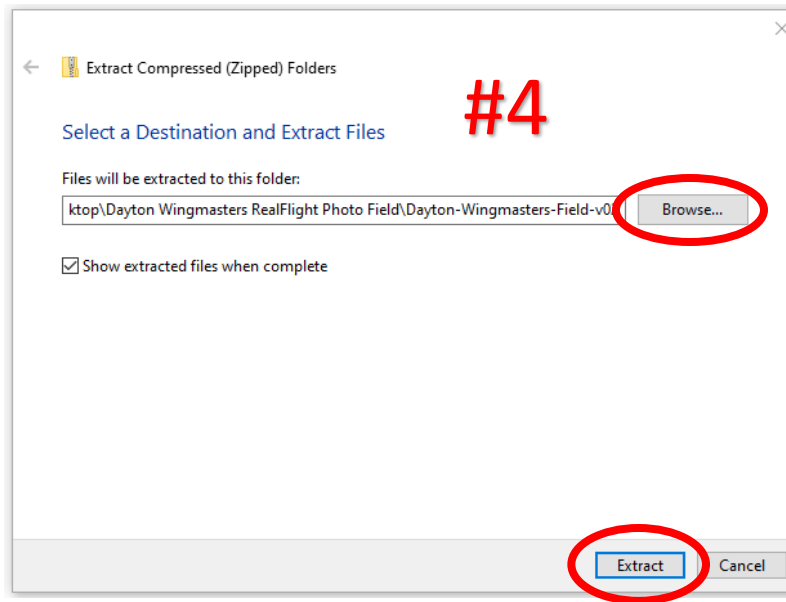 Extract Compressed (Zipped) Folders
#4
Select a Destination and Extract Files
Files will be extracted to this folder:
ktop\Dayton Wingmasters RealFlight Photo Field\Dayton-Wingmasters-Field-v0
Browse...
Show extracted files when complete
Extract
Cancel